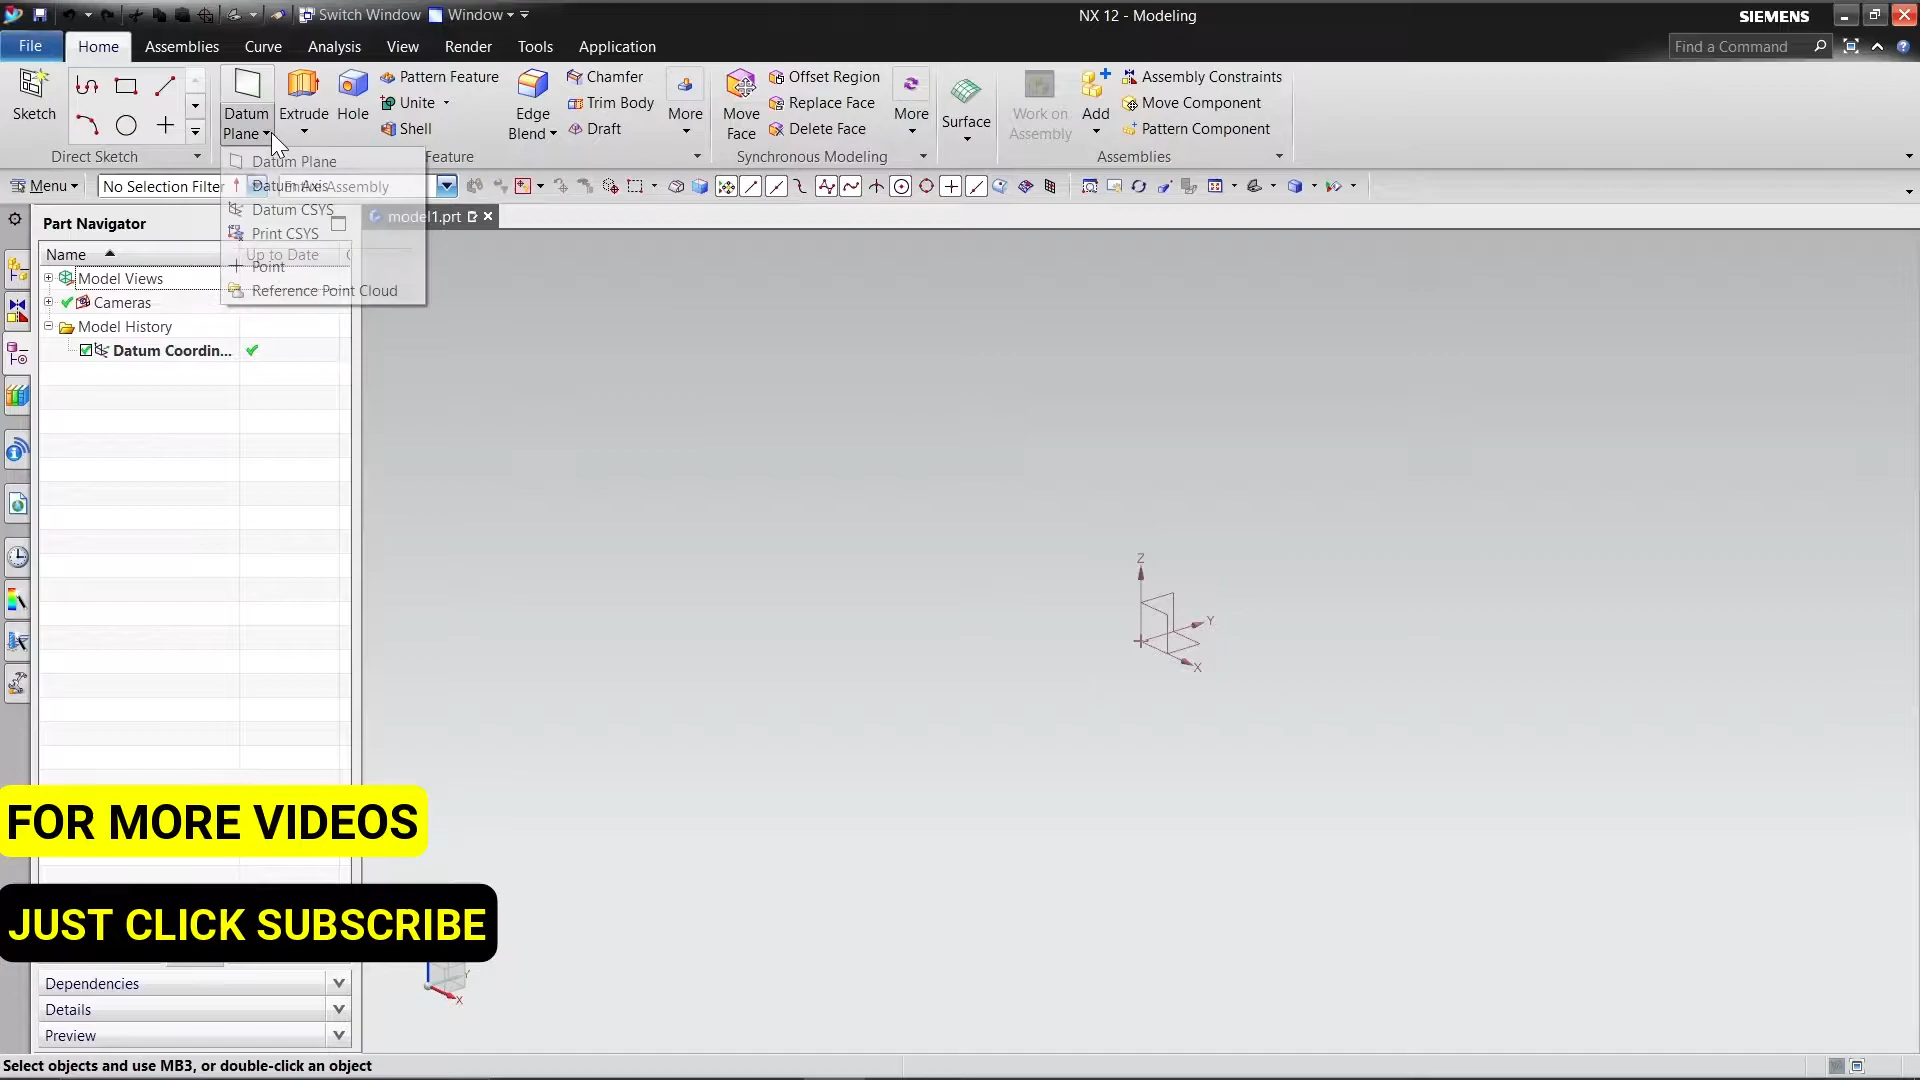 Switch Window Window
NX 12 - Modeling
SIEMENS
File Home Assemblies Curve Analysis View Render Tools Application
Find a Command
Sketch
Direct Sketch
Datum Plane
Extrude
Hole
Pattern Feature
Unite
Shell
Edge Blend
Chamfer
Trim Body
Draft
More
Feature
Move Face
Offset Region
Replace Face
Delete Face
More
Synchronous Modeling
Surface
Work on Assembly
Add
Assembly Constraints
Move Component
Pattern Component
Assemblies
Menu
No Selection Filter
Entire Assembly
Datum Plane
Datum Axis
Datum CSYS
Print CSYS
Point
Reference Point Cloud
model1.prt
Part Navigator
Name
Up to Date
Model Views
Cameras
Model History
Datum Coordin...
Z
Y
X
FOR MORE VIDEOS
JUST CLICK SUBSCRIBE
X
Dependencies
Details
Preview
Select objects and use MB3, or double-click an object